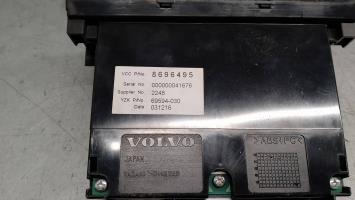 VCC P/No 8696495
Serial No 000000041676
Supplier No 2248
YZK P/No 69594-030
Date 031216
VOLVO
JAPAN
>ABS+PC<